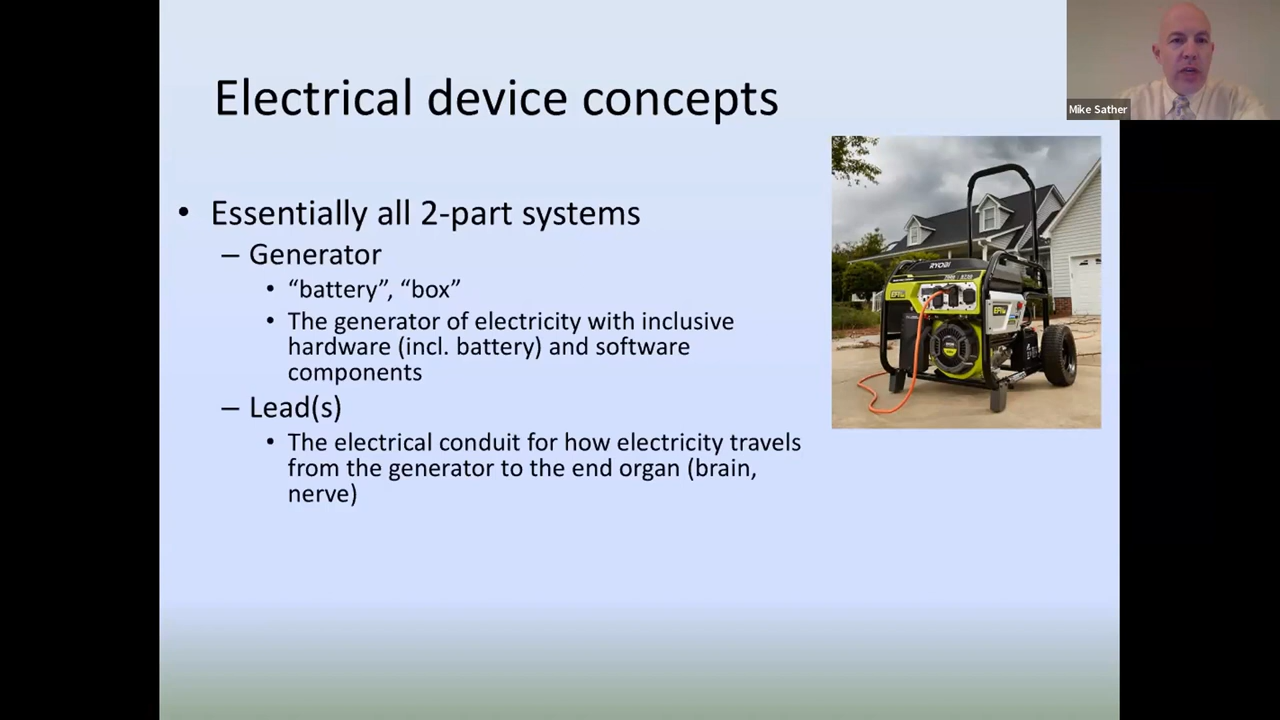 Electrical device concepts
Mike Sather
• Essentially all 2-part systems
– Generator
• “battery”, “box”
• The generator of electricity with inclusive
hardware (incl. battery) and software
components
– Lead(s)
• The electrical conduit for how electricity travels
from the generator to the end organ (brain,
nerve)
RYOBI